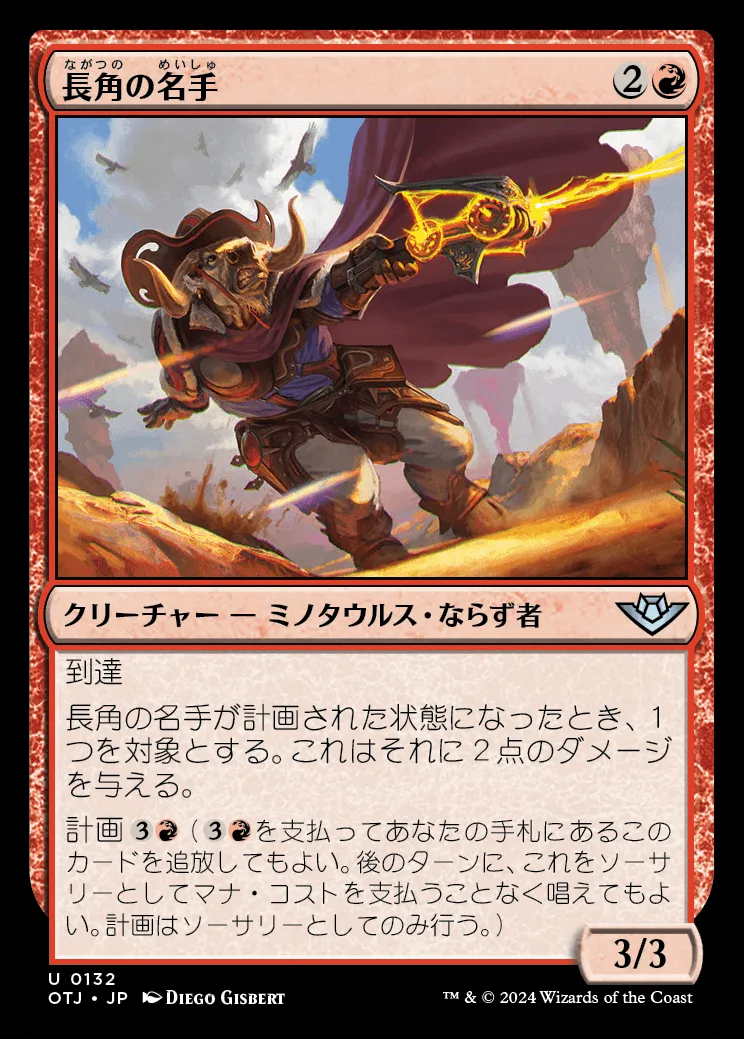 ながつの めいしゅ
長角の名手
2
クリーチャー — ミノタウルス・ならず者
到達
長角の名手が計画された状態になったとき、1
つを対象とする。これはそれに2点のダメージ
を与える。
計画 3 ( 3 を支払ってあなたの手札にあるこの
カードを追放してもよい。後のターンに、これをソーサ
リーとしてマナ・コストを支払うことなく唱えてもよ
い。計画はソーサリーとしてのみ行う。)
3/3
U 0132
OTJ • JP Diego Gisbert
™ & © 2024 Wizards of the Coast